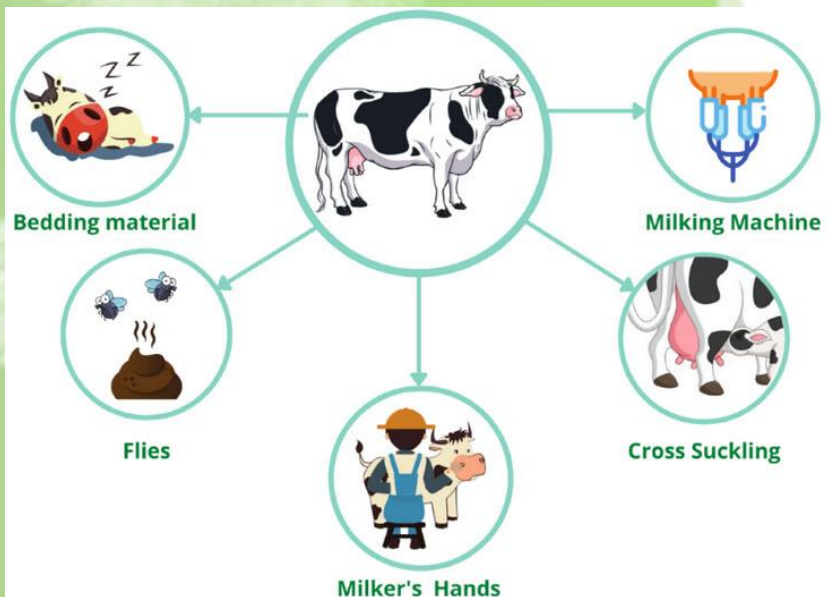 Z Z Z
Bedding material
Milking Machine
Flies
Cross Suckling
Milker's Hands